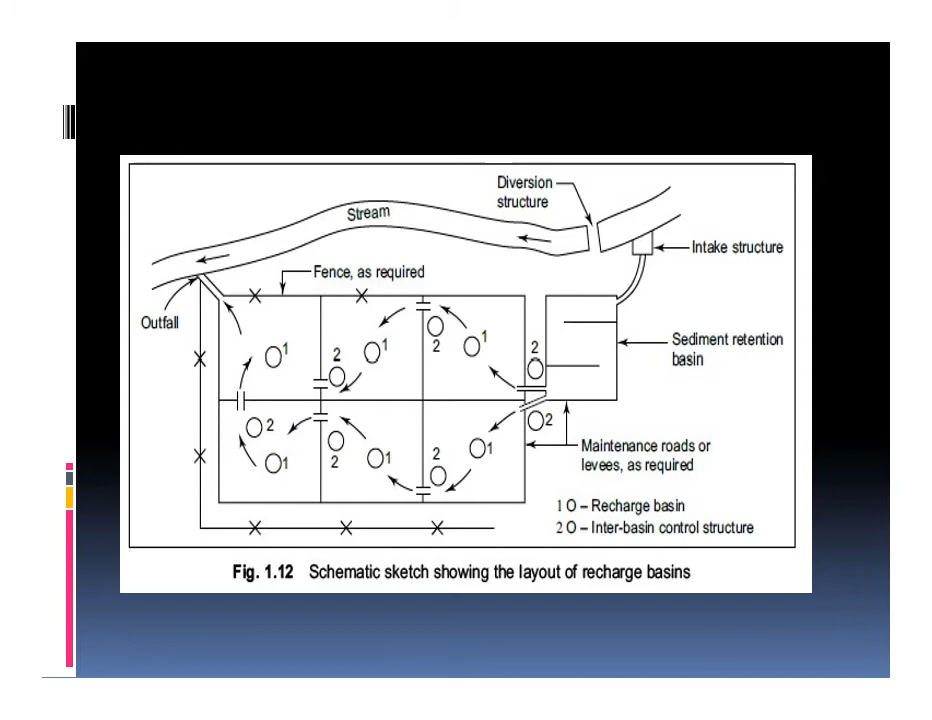 Diversion
structure
Stream
Intake structure
Fence, as required
Outfall
Sediment retention
basin
1
2
1
2
1
2
2
1
2
1
2
1
2
Maintenance roads or
levees, as required
1 O – Recharge basin
2 O – Inter-basin control structure
Fig. 1.12 Schematic sketch showing the layout of recharge basins